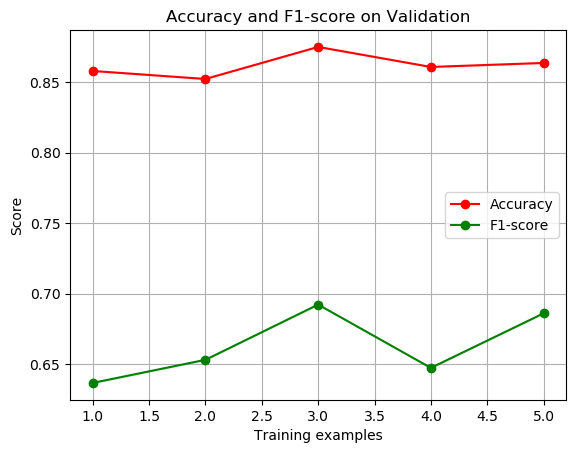 Accuracy and F1-score on Validation
0.85
0.80
0.75
0.70
0.65
Score
Accuracy
F1-score
1.0 1.5 2.0 2.5 3.0 3.5 4.0 4.5 5.0
Training examples